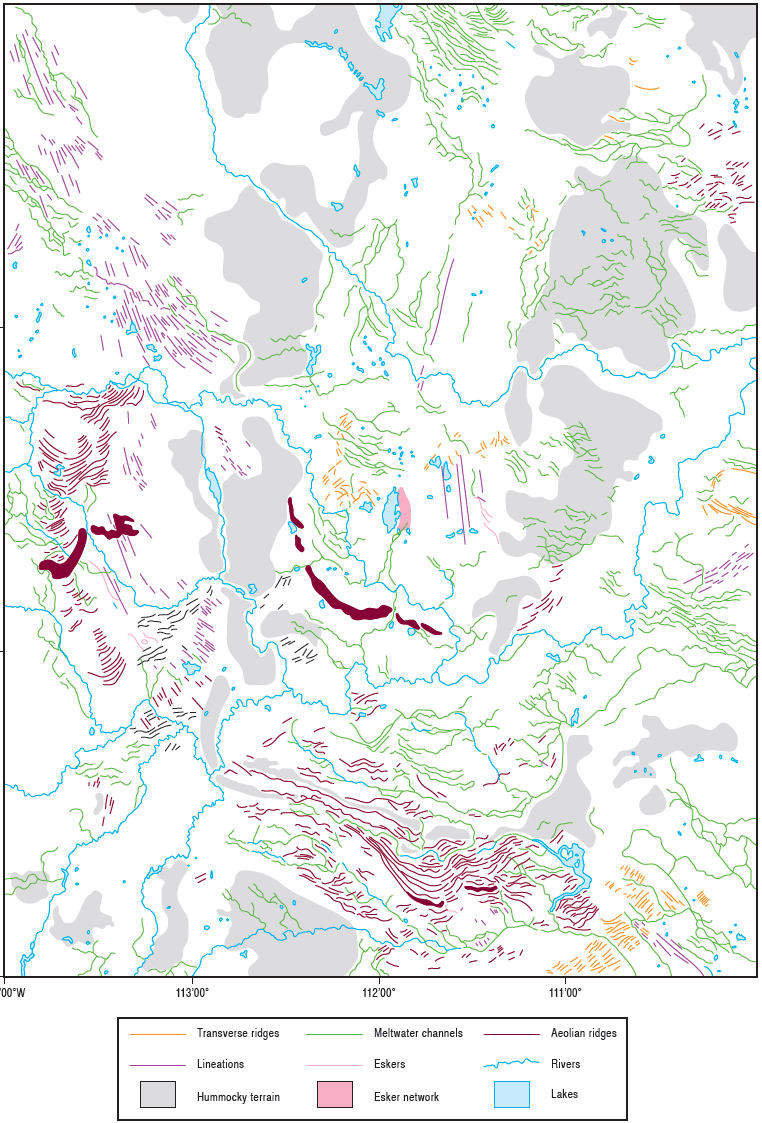 '00"W 113'00" 112'00" 111'00"
Transverse ridges Meltwater channels Aeolian ridges
Lineations Eskers Rivers
Hummocky terrain Esker network Lakes